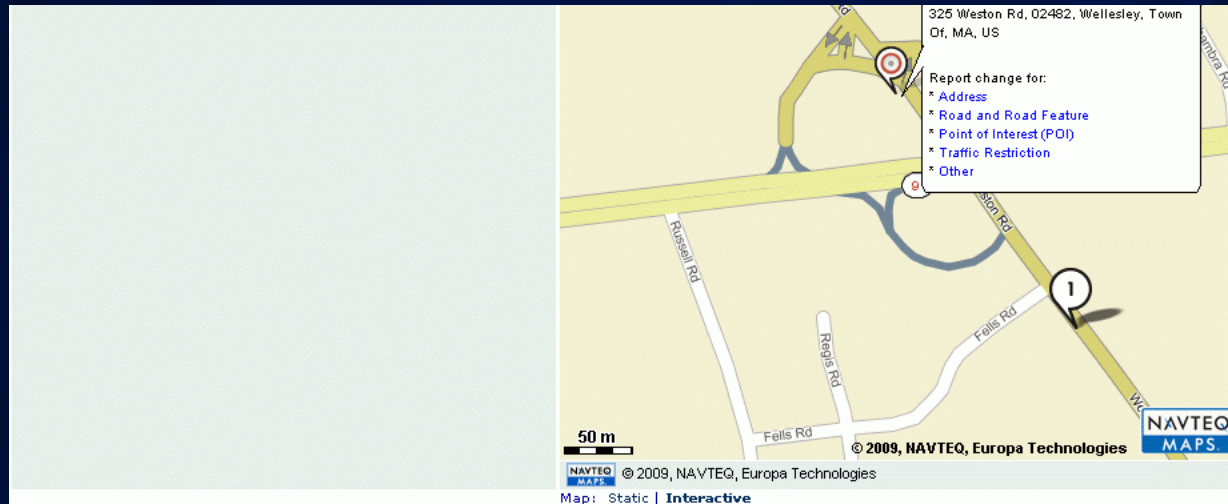 Rd
325 Weston Rd, 02482, Wellesley, Town
Of, MA, US
Report change for:
* Address
* Road and Road Feature
* Point of Interest (POI)
* Traffic Restriction
* Other
9
Russell Rd
Regis Rd
Fells Rd
1
Fells Rd
50 m
© 2009, NAVTEQ, Europa Technologies
NAVTEQ
MAPS
NAVTEQ
MAPS
© 2009, NAVTEQ, Europa Technologies
Map: Static | Interactive